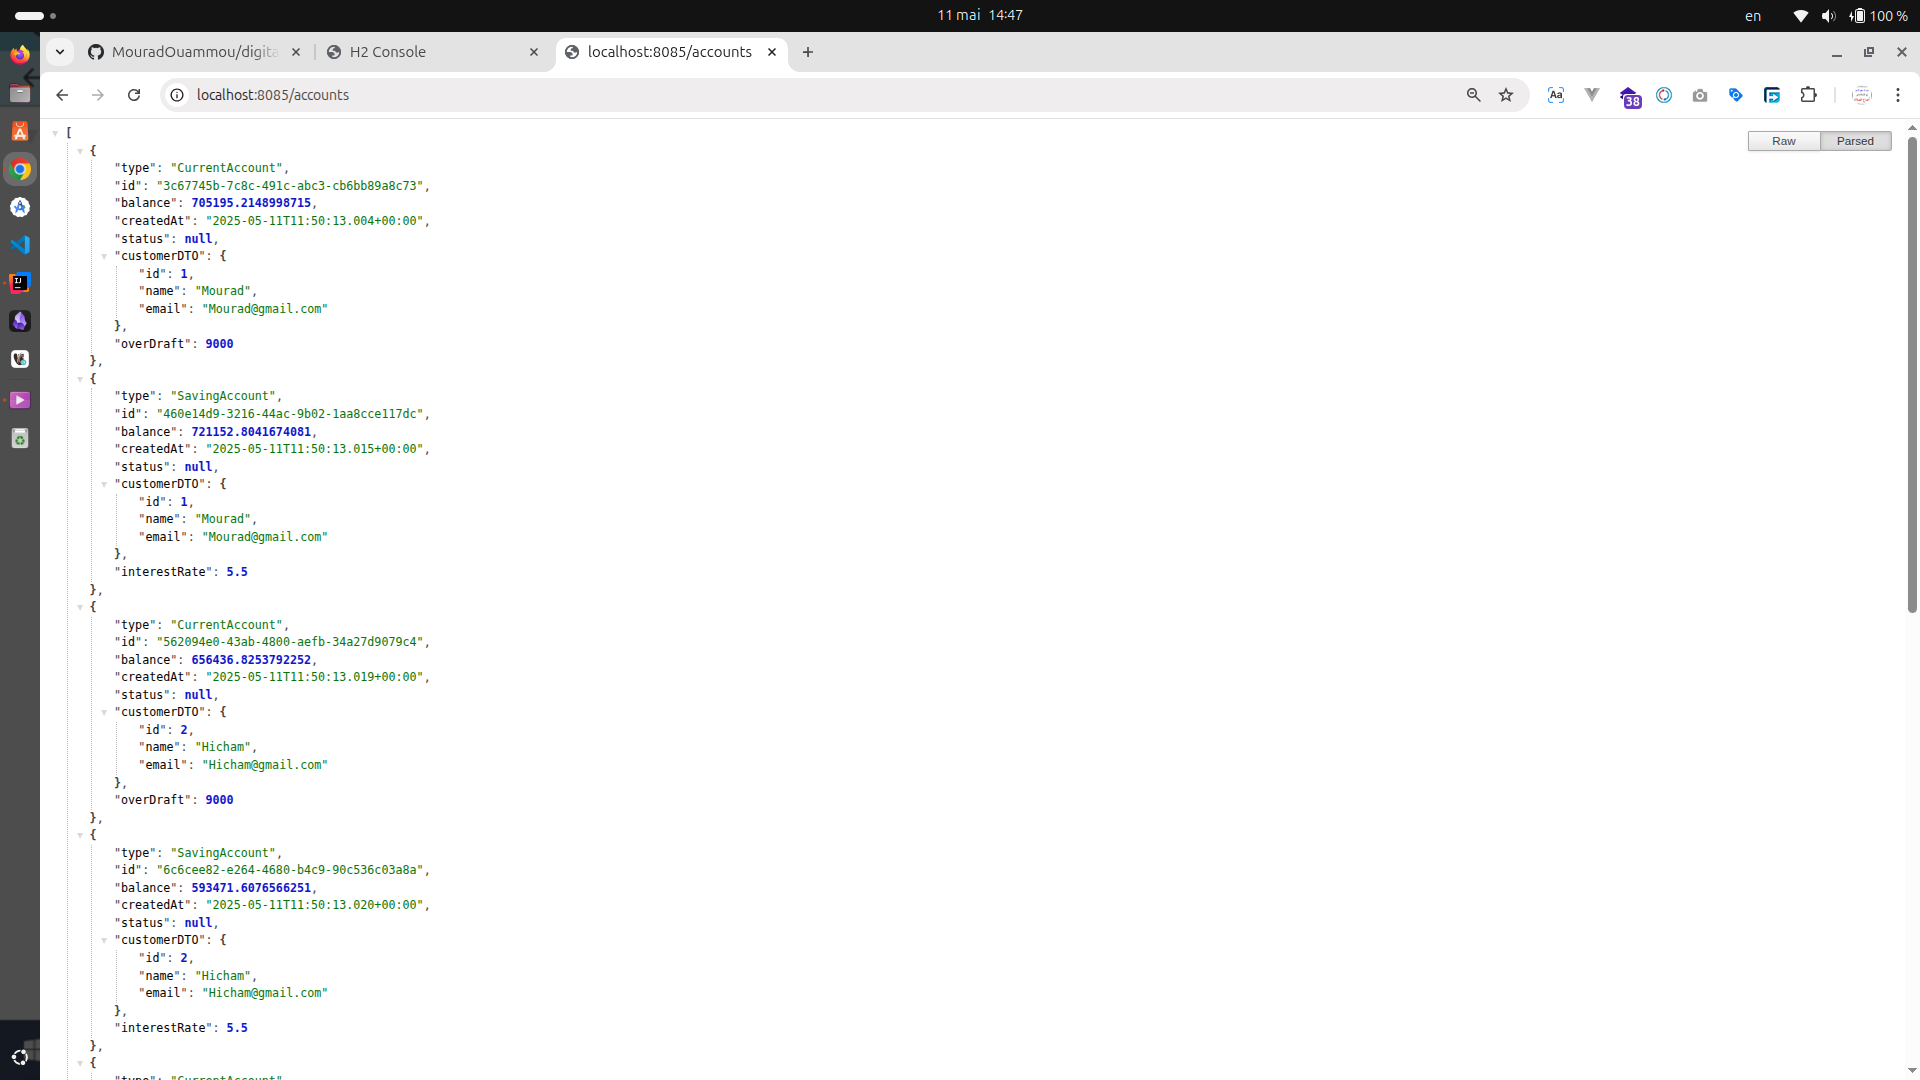 11 mai 14:47
en
100 %
MouradOuammou/digita
H2 Console
localhost:8085/accounts
localhost:8085/accounts
Aa
38
Raw
Parsed
[
{
"type": "CurrentAccount",
"id": "3c67745b-7c8c-491c-abc3-cb6bb89a8c73",
"balance": 705195.2148998715,
"createdAt": "2025-05-11T11:50:13.004+00:00",
"status": null,
"customerDTO": {
"id": 1,
"name": "Mourad",
"email": "Mourad@gmail.com"
},
"overDraft": 9000
},
{
"type": "SavingAccount",
"id": "460e14d9-3216-44ac-9b02-1aa8cce117dc",
"balance": 721152.8041674081,
"createdAt": "2025-05-11T11:50:13.015+00:00",
"status": null,
"customerDTO": {
"id": 1,
"name": "Mourad",
"email": "Mourad@gmail.com"
},
"interestRate": 5.5
},
{
"type": "CurrentAccount",
"id": "562094e0-43ab-4800-aefb-34a27d9079c4",
"balance": 656436.8253792252,
"createdAt": "2025-05-11T11:50:13.019+00:00",
"status": null,
"customerDTO": {
"id": 2,
"name": "Hicham",
"email": "Hicham@gmail.com"
},
"overDraft": 9000
},
{
"type": "SavingAccount",
"id": "6c6cee82-e264-4680-b4c9-90c536c03a8a",
"balance": 593471.6076566251,
"createdAt": "2025-05-11T11:50:13.020+00:00",
"status": null,
"customerDTO": {
"id": 2,
"name": "Hicham",
"email": "Hicham@gmail.com"
},
"interestRate": 5.5
},
{
"type": "CurrentAccount",